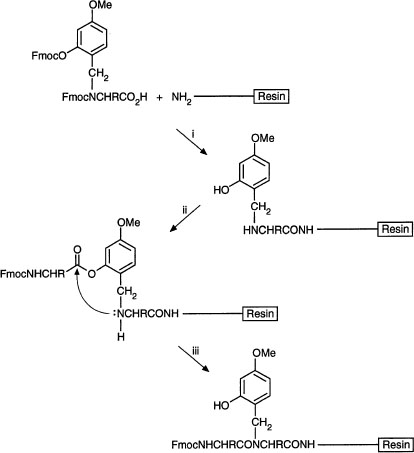 OMe
FmocO
CH₂
FmocNCHRCO₂H + NH₂ Resin
i
OMe
HO
CH₂
HNCHRCONH Resin
ii
OMe
O
FmocNHCHR O
CH₂
:NCHRCONH Resin
H
iii
OMe
HO
CH₂
FmocNHCHRCONCHRCONH Resin